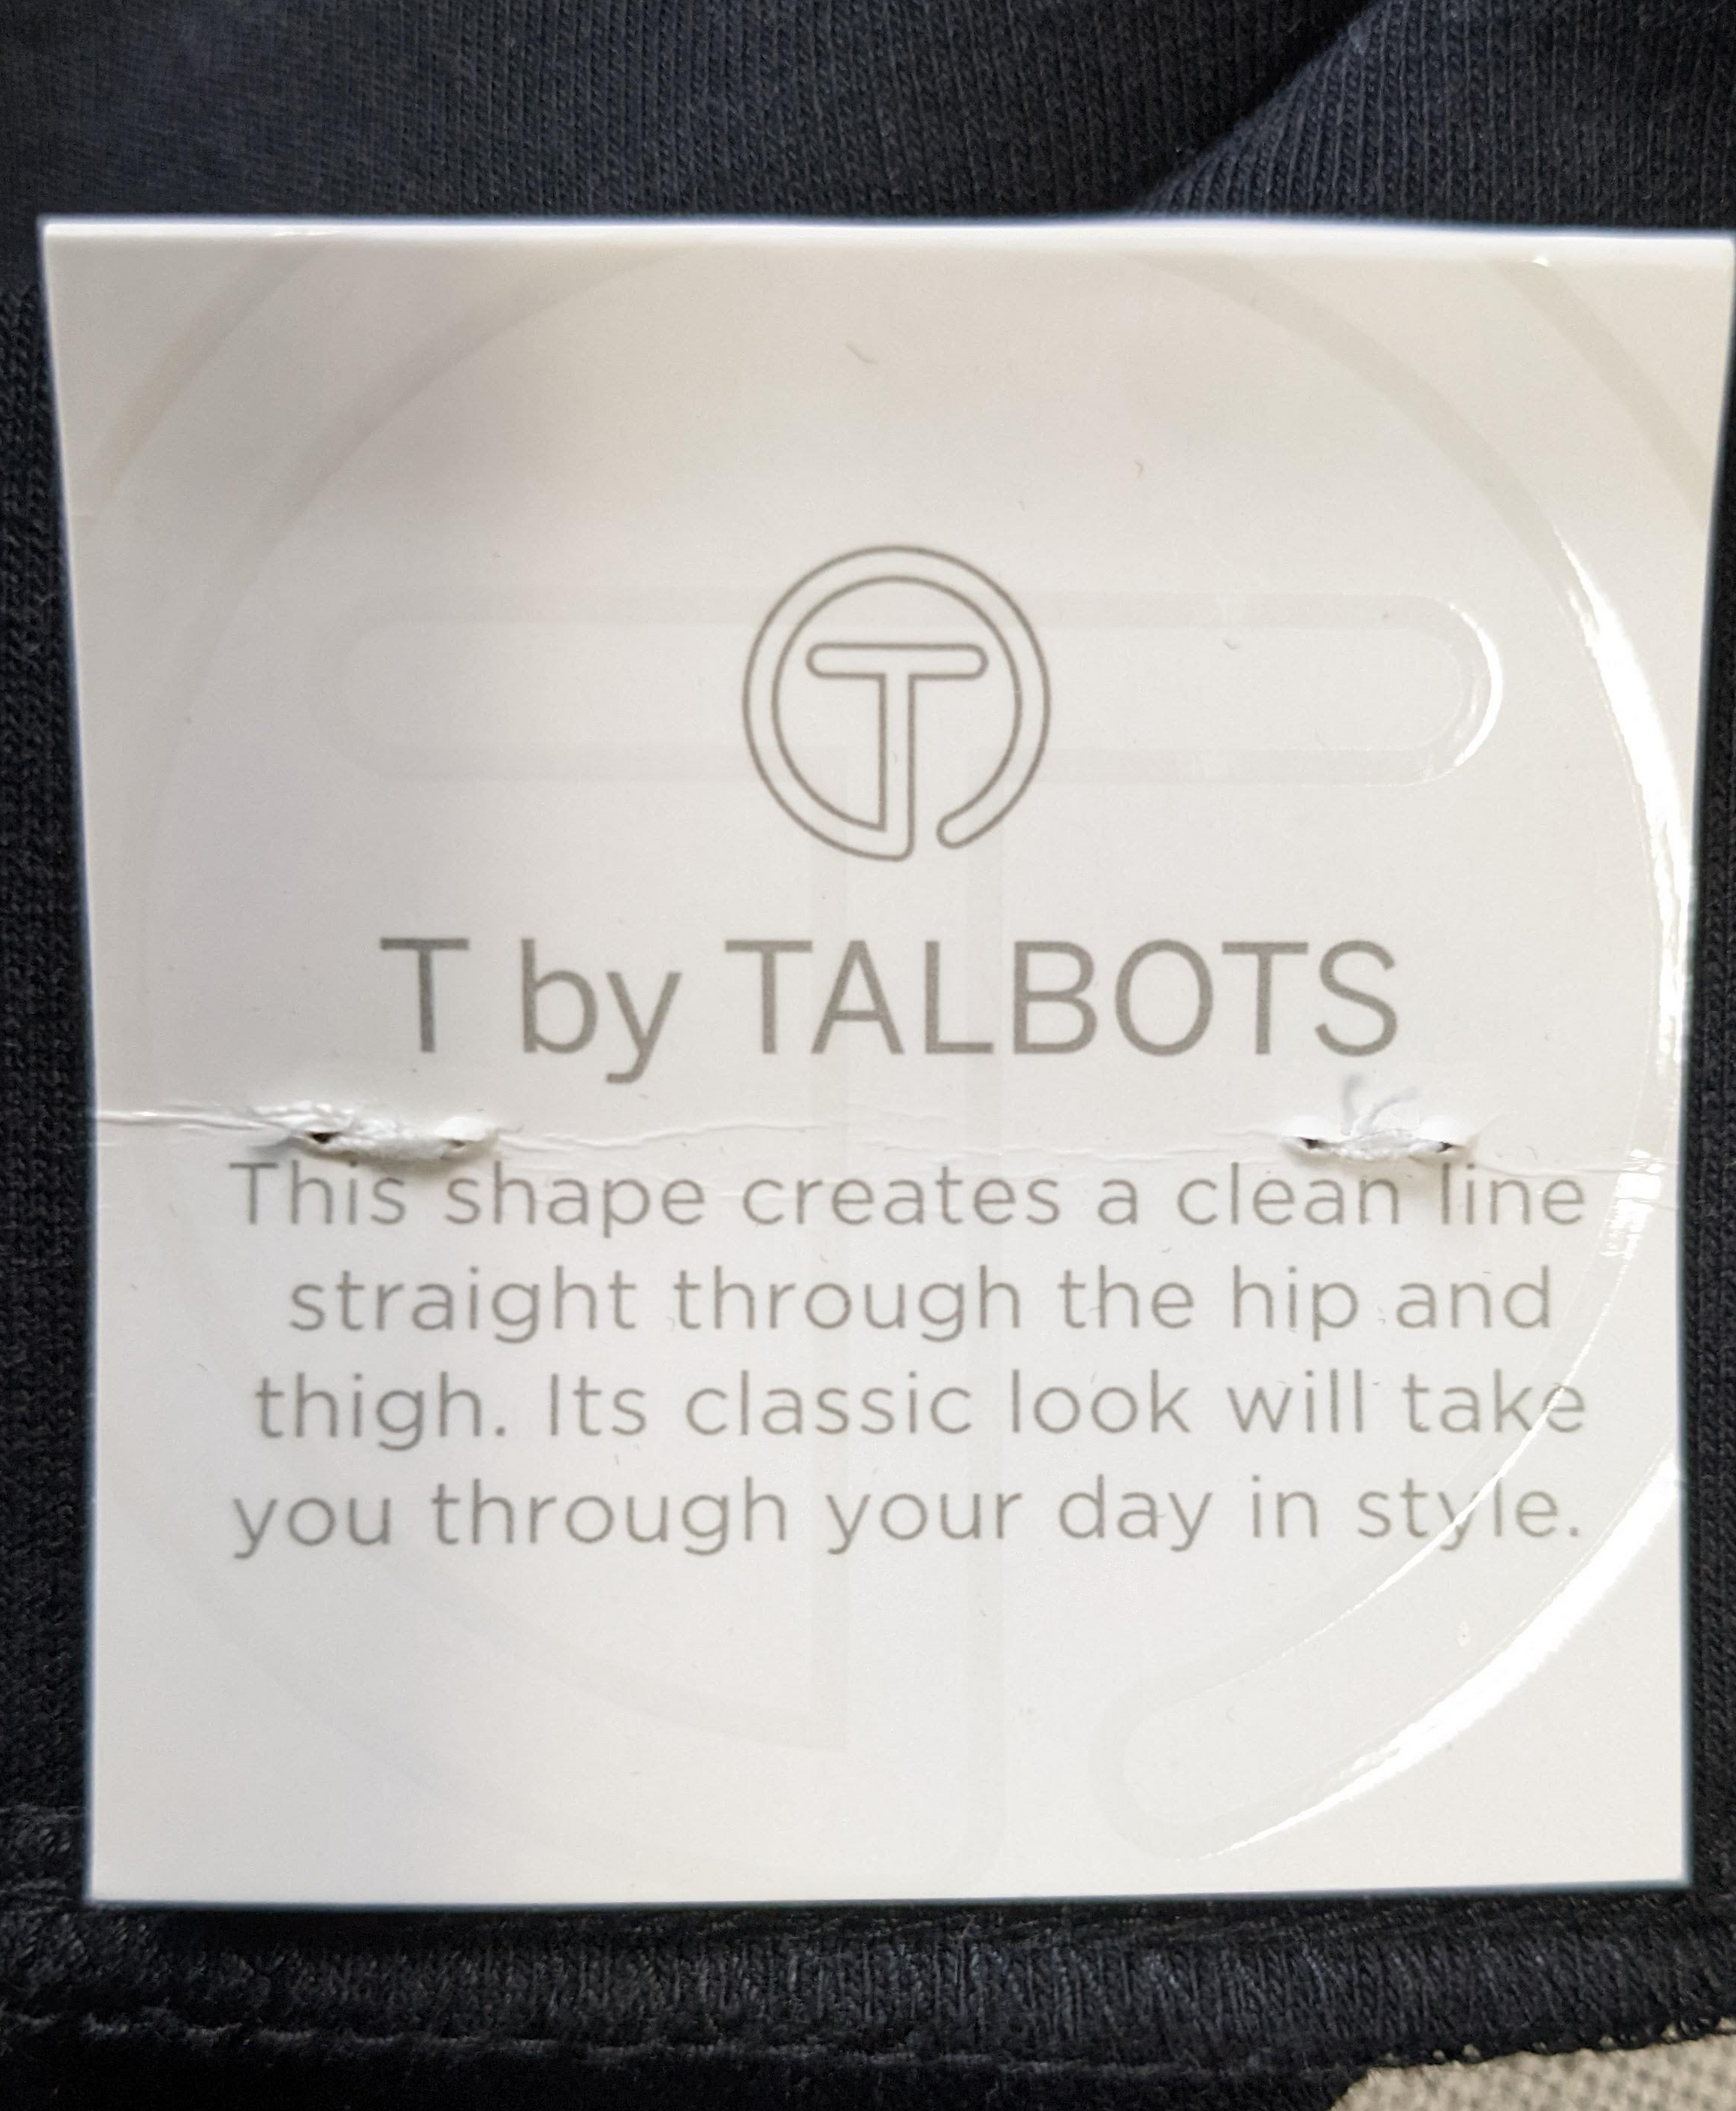 T
T by TALBOTS
This shape creates a clean line
straight through the hip and
thigh. Its classic look will take
you through your day in style.